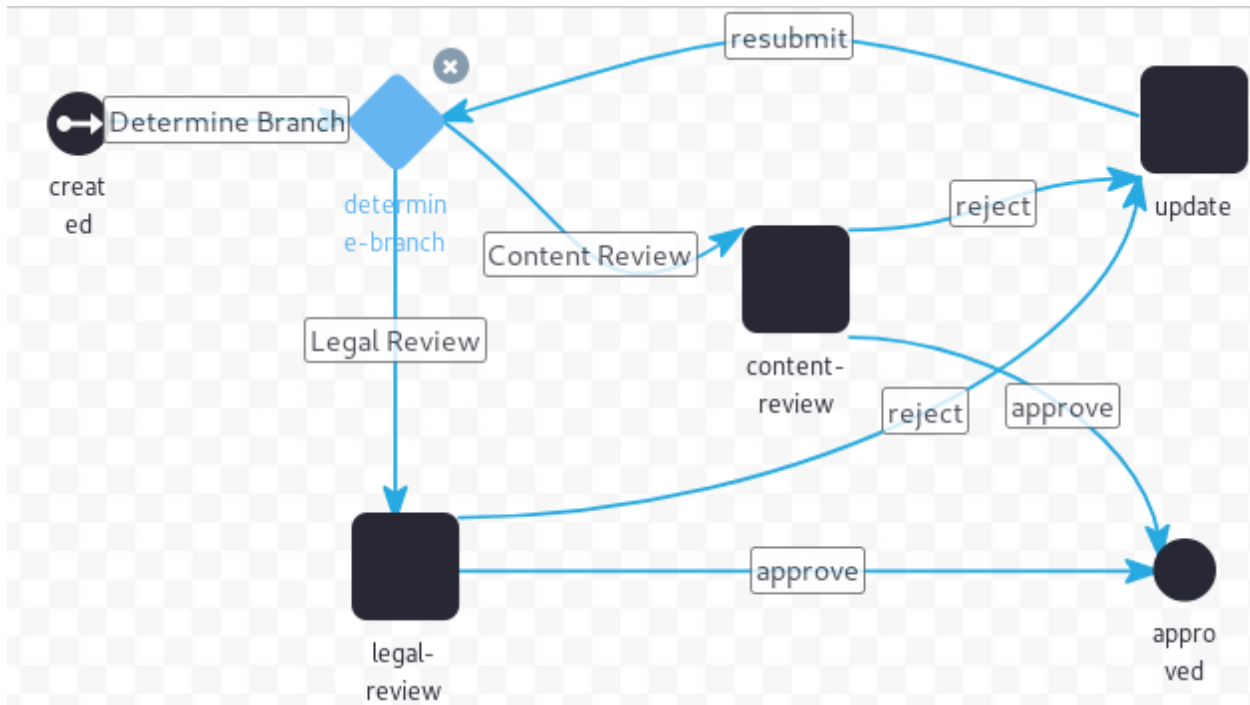 resubmit
Determine Branch
creat
ed
determin
e-branch
reject
update
Content Review
Legal Review
content-
review
reject
approve
approve
legal-
review
appro
ved